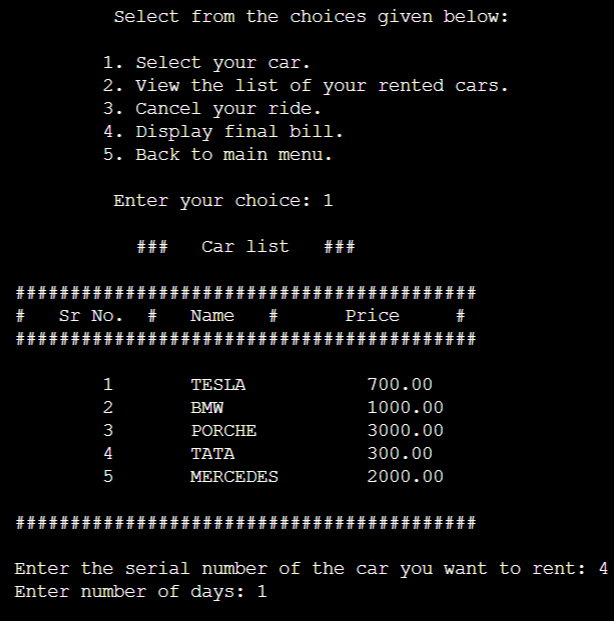 Select from the choices given below:
1. Select your car.
2. View the list of your rented cars.
3. Cancel your ride.
4. Display final bill.
5. Back to main menu.
Enter your choice: 1
### Car list ###
##########################################
# Sr No. # Name # Price #
##########################################
1 TESLA 700.00
2 BMW 1000.00
3 PORCHE 3000.00
4 TATA 300.00
5 MERCEDES 2000.00
##########################################
Enter the serial number of the car you want to rent: 4
Enter number of days: 1